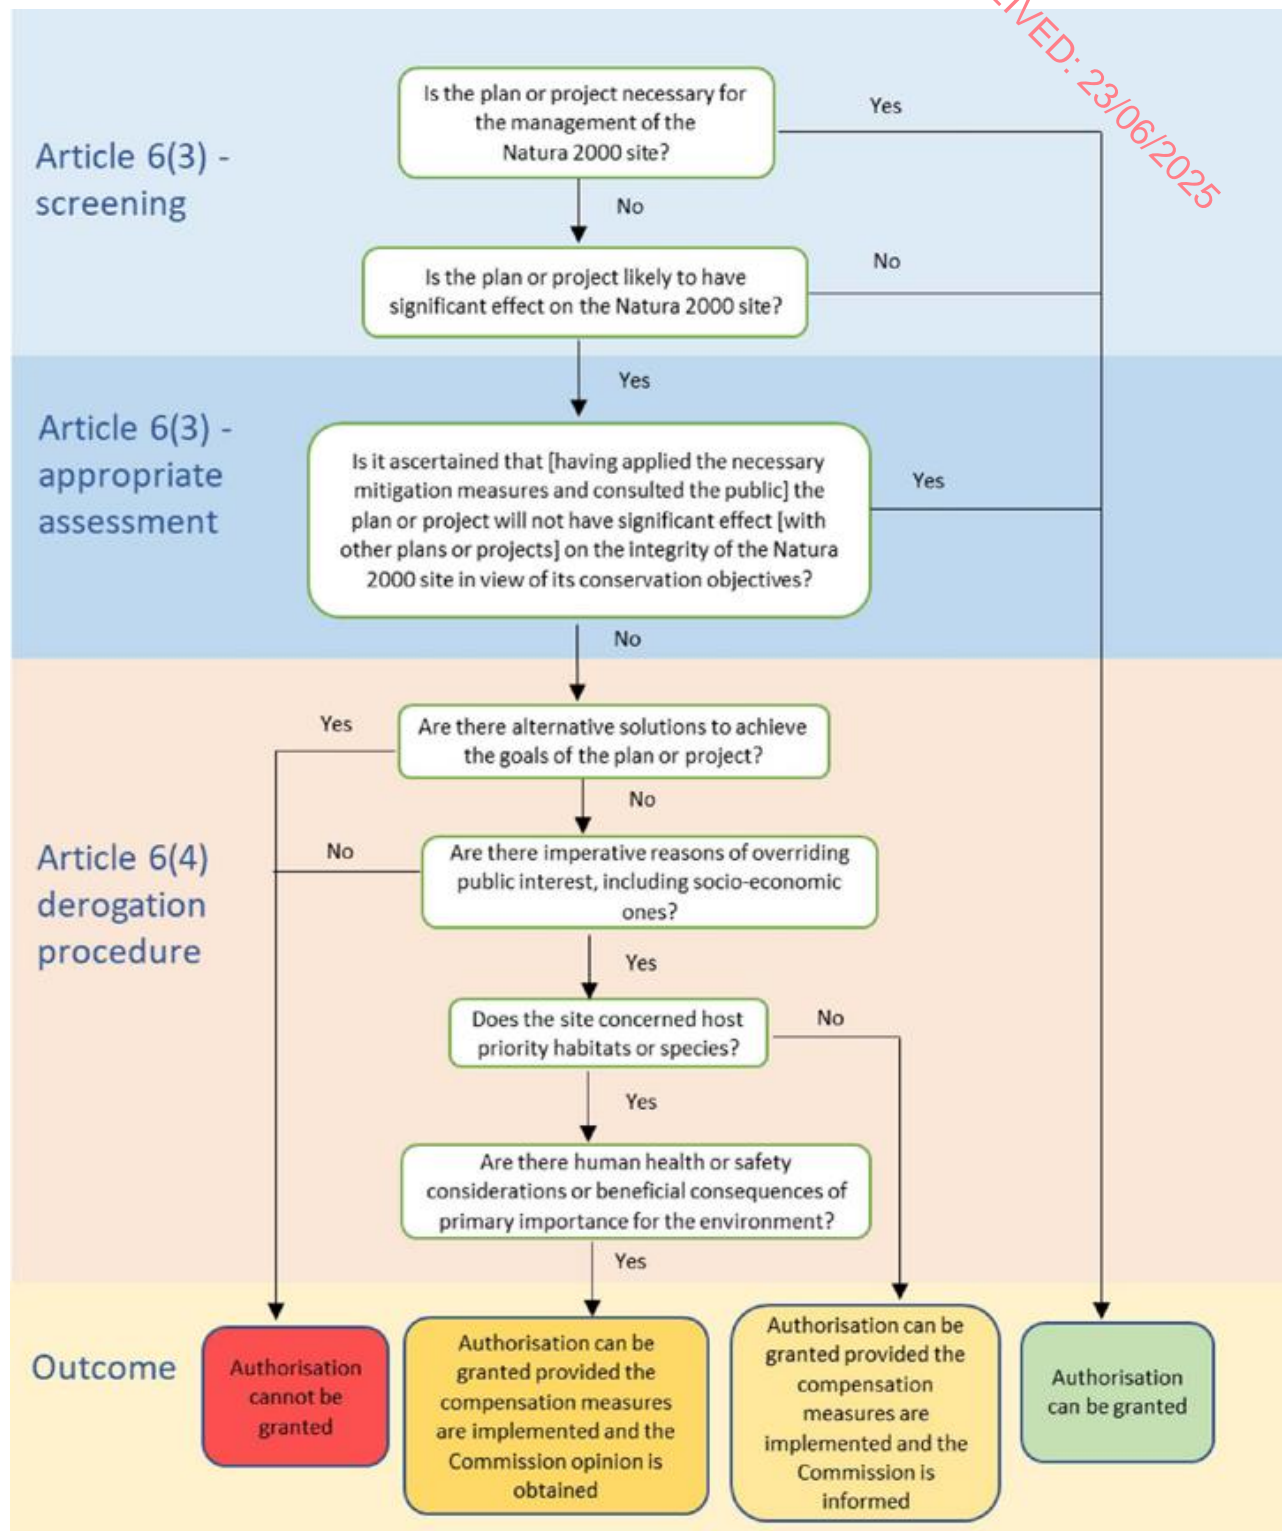 LIVED: 23/06/2025
Is the plan or project necessary for
the management of the
Natura 2000 site?
Yes
Article 6(3) -
screening
No
Is the plan or project likely to have
significant effect on the Natura 2000 site?
No
Yes
Article 6(3) -
appropriate
assessment
Is it ascertained that [having applied the necessary
mitigation measures and consulted the public] the
plan or project will not have significant effect [with
other plans or projects] on the integrity of the Natura
2000 site in view of its conservation objectives?
Yes
No
Are there alternative solutions to achieve
the goals of the plan or project?
Yes
No
Article 6(4)
derogation
procedure
Are there imperative reasons of overriding
public interest, including socio-economic
ones?
No
Yes
Does the site concerned host
priority habitats or species?
No
Yes
Are there human health or safety
considerations or beneficial consequences of
primary importance for the environment?
Yes
Outcome
Authorisation
cannot be
granted
Authorisation can be
granted provided the
compensation measures
are implemented and the
Commission opinion is
obtained
Authorisation can be
granted provided the
compensation
measures are
implemented and the
Commission is
informed
Authorisation
can be granted